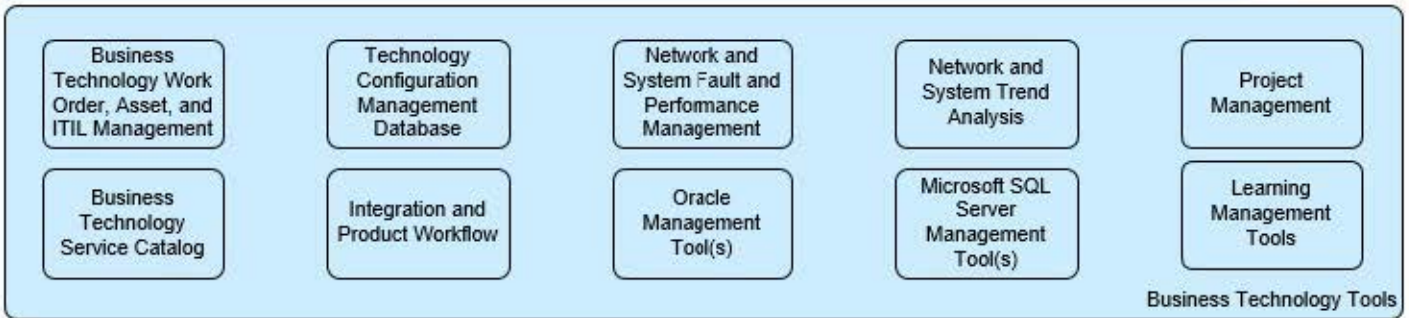 Business
Technology Work
Order, Asset, and
ITIL Management
Technology
Configuration
Management
Database
Network and
System Fault and
Performance
Management
Network and
System Trend
Analysis
Project
Management
Business
Technology
Service Catalog
Integration and
Product Workflow
Oracle
Management
Tool(s)
Microsoft SQL
Server
Management
Tool(s)
Learning
Management
Tools
Business Technology Tools